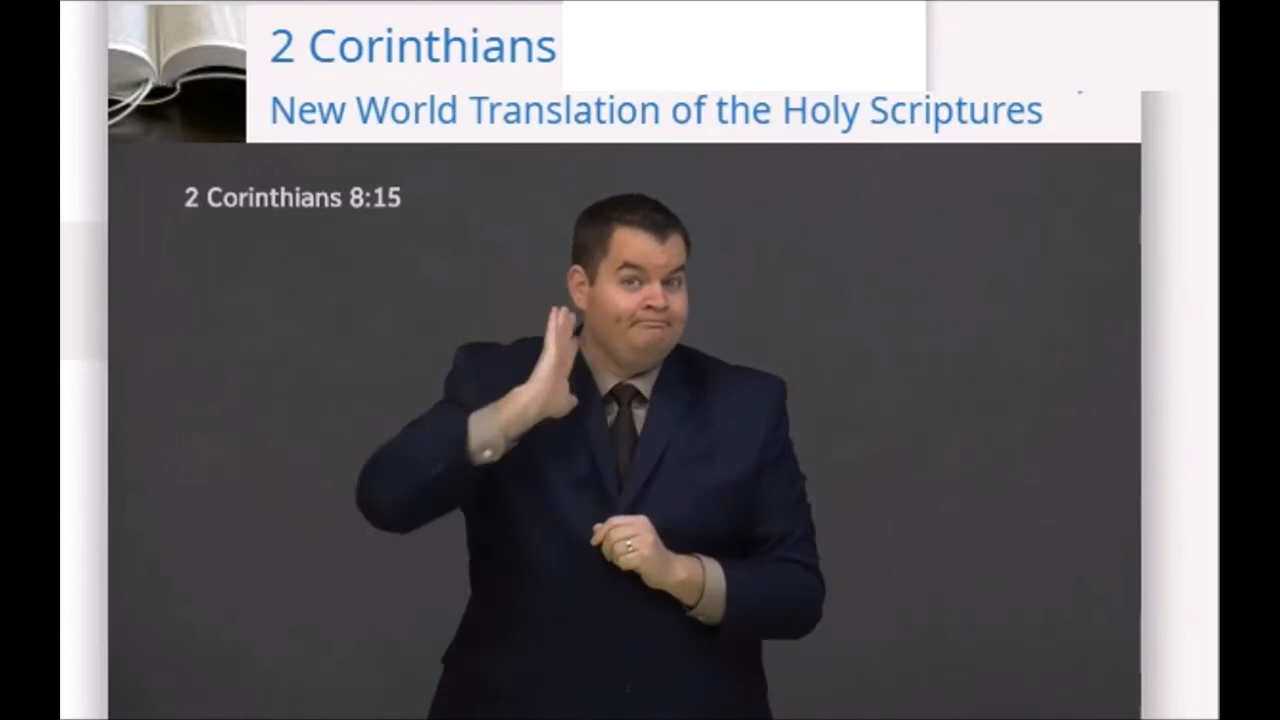 2 Corinthians
New World Translation of the Holy Scriptures
2 Corinthians 8:15